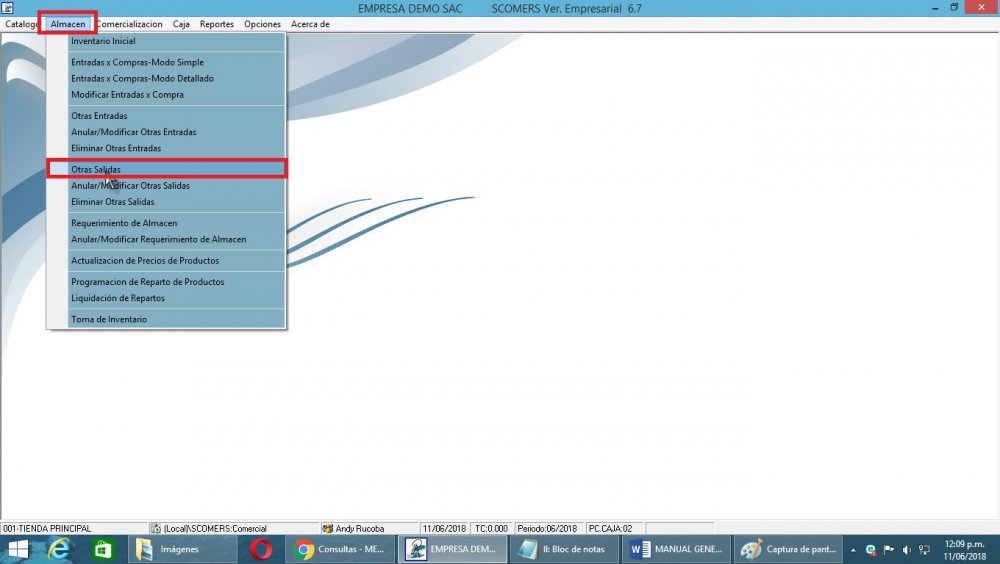 EMPRESA DEMO SAC SCOMERS Ver. Empresarial 6.7
Catalogo Almacen Comercializacion Caja Reportes Opciones Acerca de
Inventario Inicial
Entradas x Compras-Modo Simple
Entradas x Compras-Modo Detallado
Modificar Entradas x Compra
Otras Entradas
Anular/Modificar Otras Entradas
Eliminar Otras Entradas
Otras Salidas
Anular/Modificar Otras Salidas
Eliminar Otras Salidas
Requerimiento de Almacen
Anular/Modificar Requerimiento de Almacen
Actualizacion de Precios de Productos
Programacion de Reparto de Productos
Liquidación de Repartos
Toma de Inventario
001-TIENDA PRINCIPAL (Local)\SCOMERS:Comercial Andy Rucoba 11/06/2018 TC:0.000 Periodo:06/2018 PC.CAJA:02
Imágenes Consultas - ME... EMPRESA DEM... II: Bloc de notas MANUAL GENE... Captura de pant... 12:09 p.m.
11/06/2018